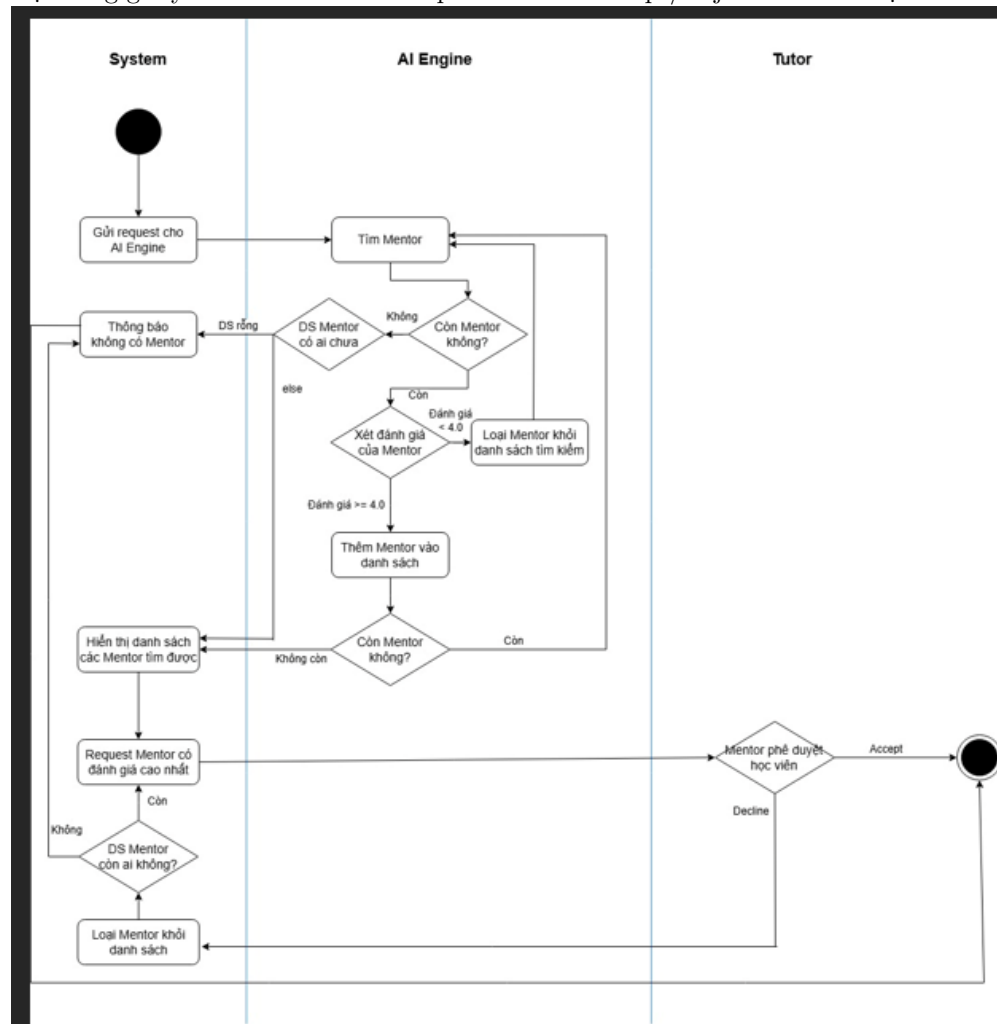 System
AI Engine
Tutor
Gửi request cho
AI Engine
Tìm Mentor
Thông báo
không có Mentor
DS rỗng
DS Mentor
có ai chưa
Không
Còn Mentor
không?
else
Còn
Xét đánh giá
của Mentor
Đánh giá
< 4.0
Loại Mentor khỏi
danh sách tìm kiếm
Đánh giá >= 4.0
Thêm Mentor vào
danh sách
Hiển thị danh sách
các Mentor tìm được
Không còn
Còn Mentor
không?
Còn
Request Mentor có
đánh giá cao nhất
Mentor phê duyệt
học viên
Accept
Decline
Còn
Không
DS Mentor
còn ai không?
Loại Mentor khỏi
danh sách